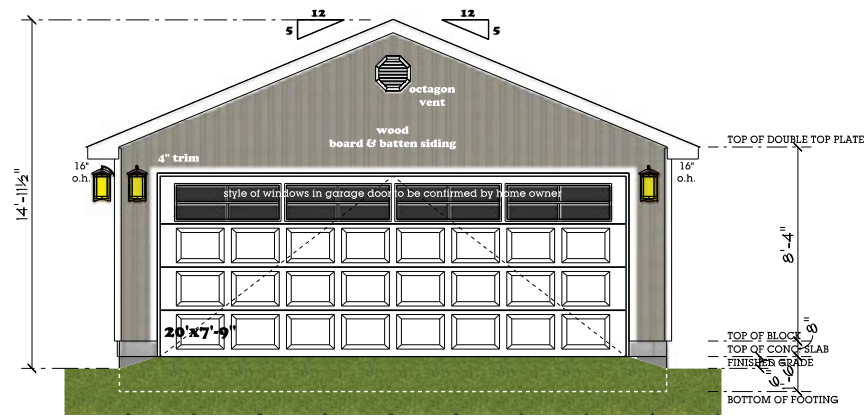 12
12
5
5
octagon
vent
wood
board & batten siding
TOP OF DOUBLE TOP PLATE
4" trim
16"
o.h.
16"
o.h.
style of windows in garage door to be confirmed by home owner
14'-11½"
8'-4"
20'x7'-9"
TOP OF BLOCK
8"
TOP OF CONC. SLAB
FINISHED GRADE
6"
BOTTOM OF FOOTING